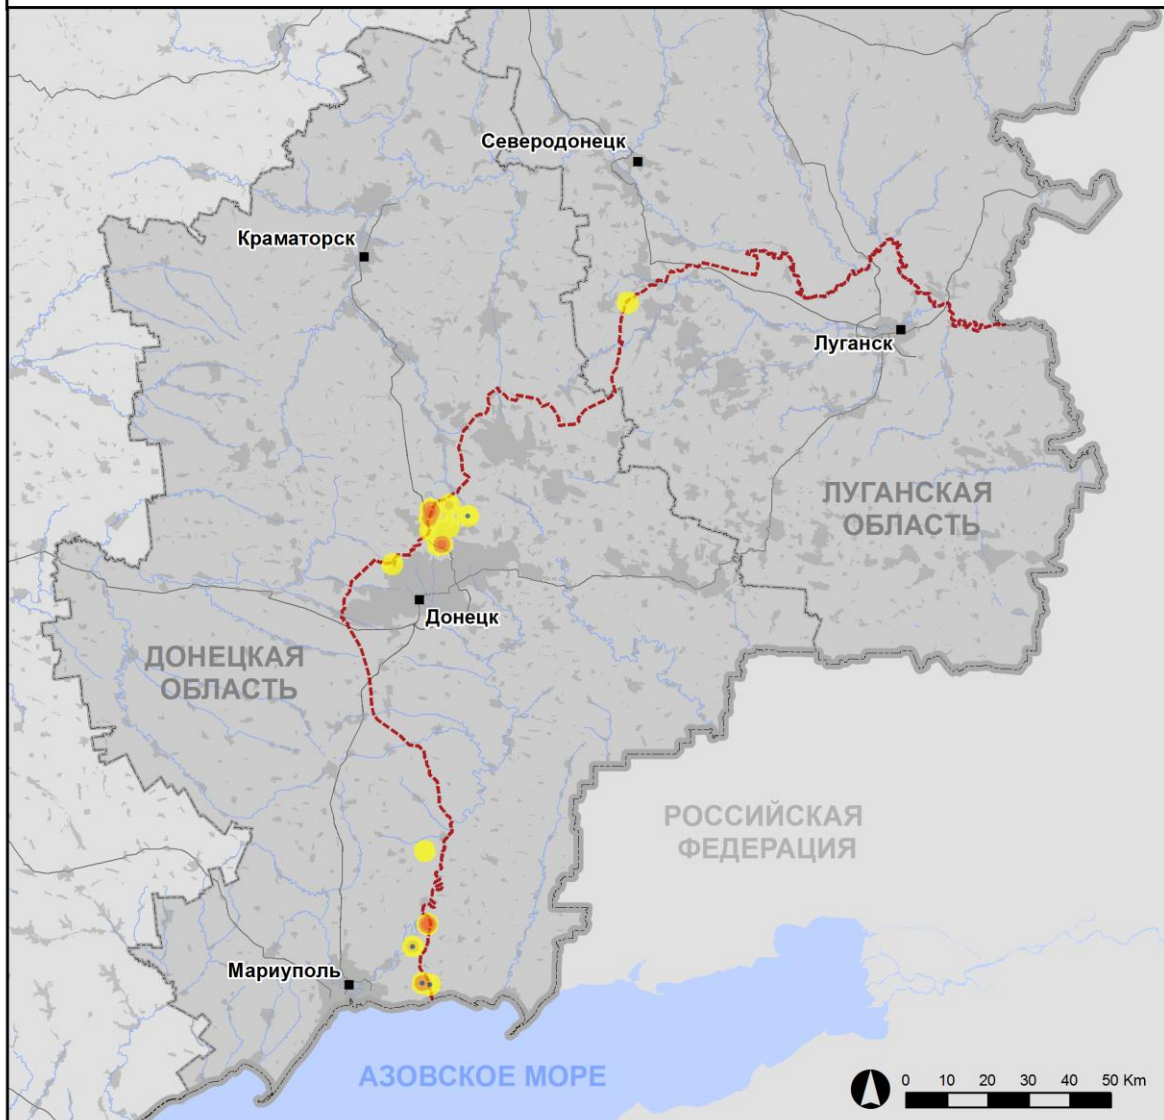 Северодонецк
Краматорск
Луганск
ЛУГАНСКАЯ
ОБЛАСТЬ
Донецк
ДОНЕЦКАЯ
ОБЛАСТЬ
РОССИЙСКАЯ
ФЕДЕРАЦИЯ
Мариуполь
АЗОВСКОЕ МОРЕ
0 10 20 30 40 50 Km